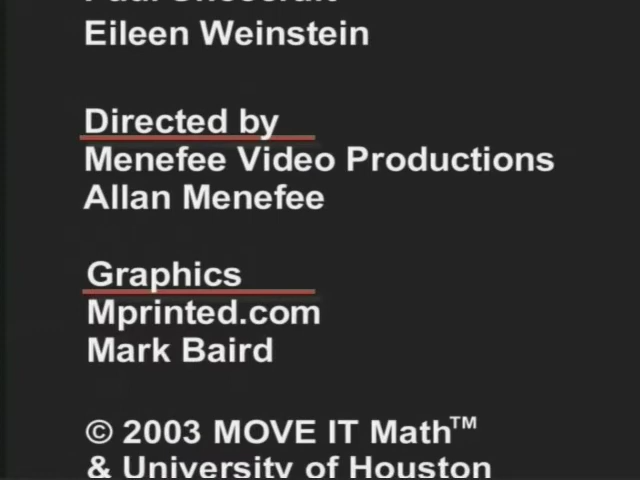 Eileen Weinstein
Directed by
Menefee Video Productions
Allan Menefee
Graphics
Mprinted.com
Mark Baird
© 2003 MOVE IT Math™
& University of Houston